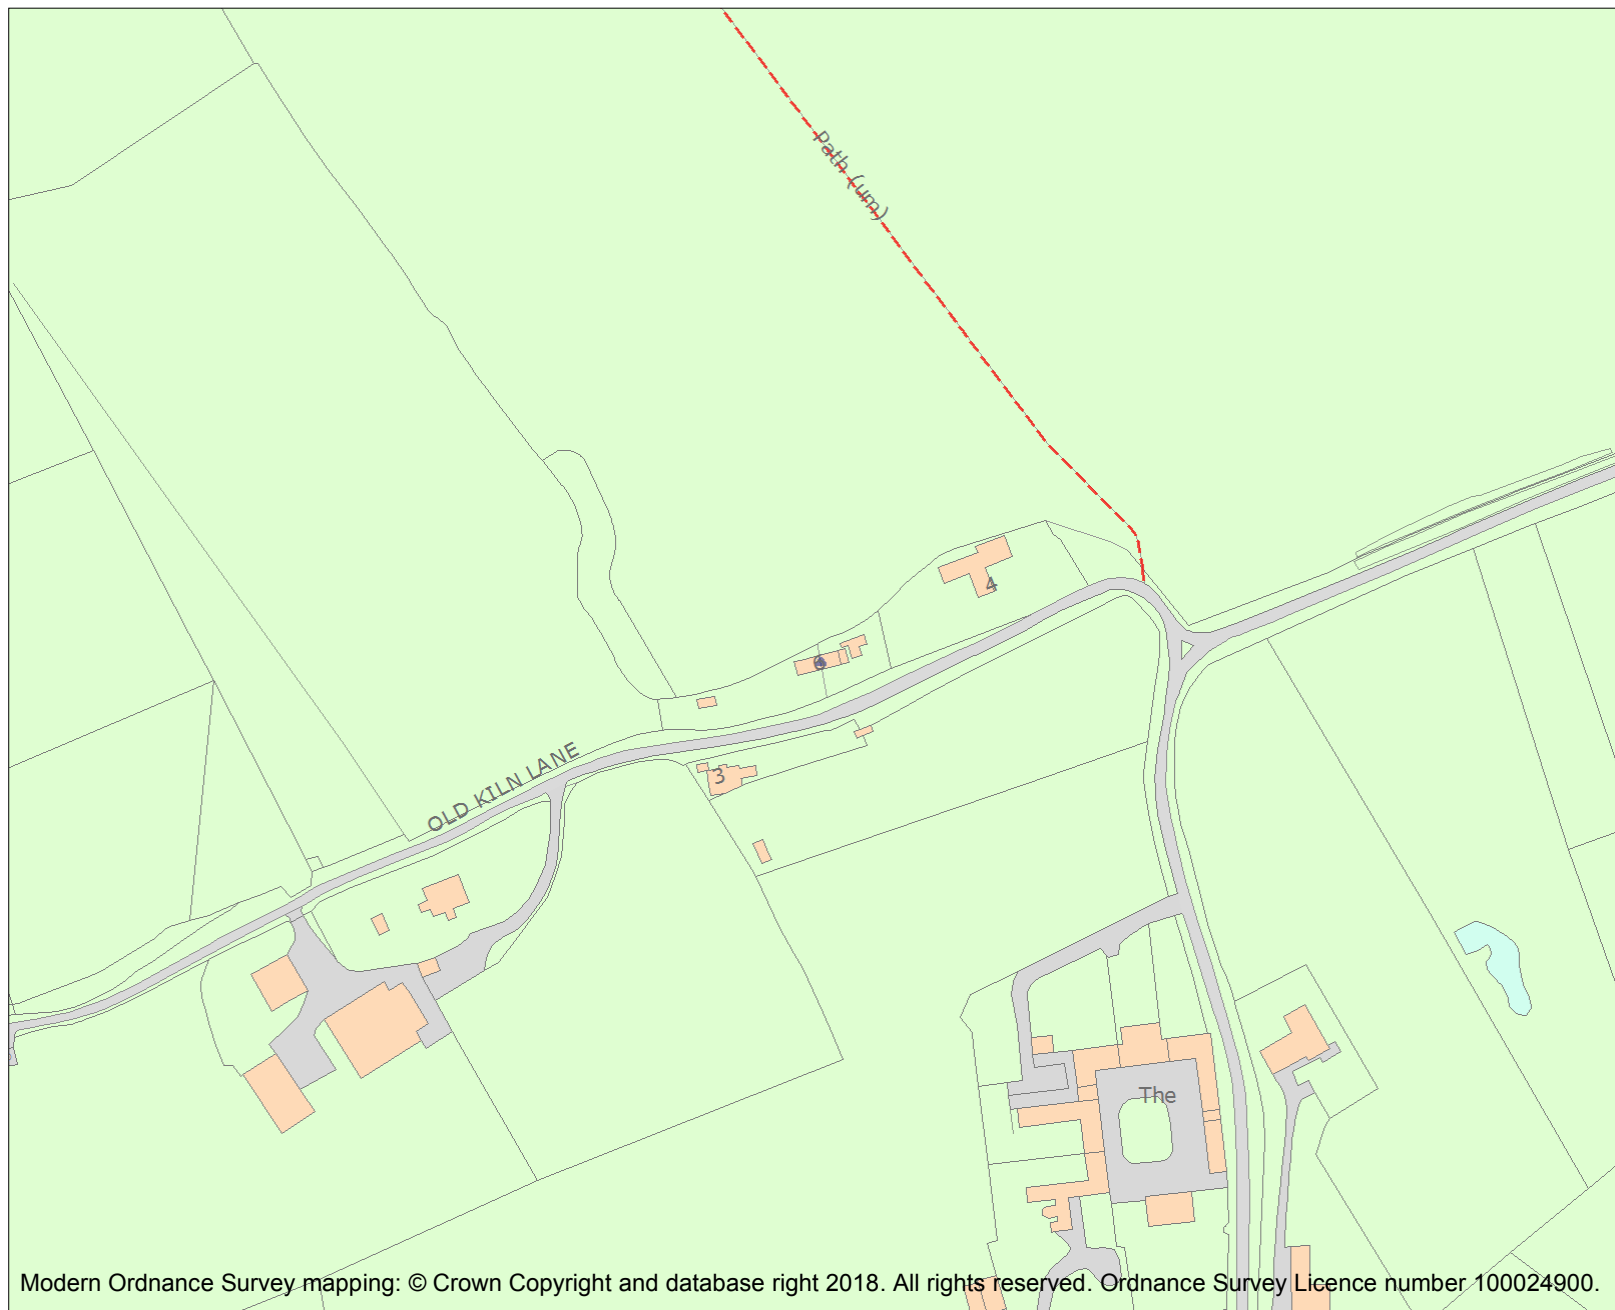 Path (um)
4
OLD KILN LANE
3
The
Modern Ordnance Survey mapping: © Crown Copyright and database right 2018. All rights reserved. Ordnance Survey Licence number 100024900.